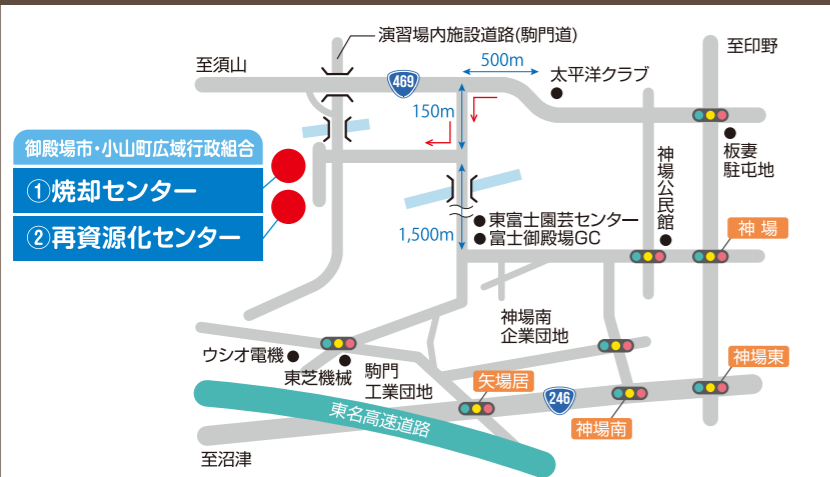 演習場内施設道路(駒門道)
至須山
500m
至印野
太平洋クラブ
469
150m
御殿場市・小山町広域行政組合
①焼却センター
②再資源化センター
板妻
駐屯地
神場公民館
東富士園芸センター
富士御殿場GC
1,500m
神場
神場南
企業団地
ウシオ電機
東芝機械
駒門
工業団地
矢場居
神場東
246
神場南
東名高速道路
至沼津